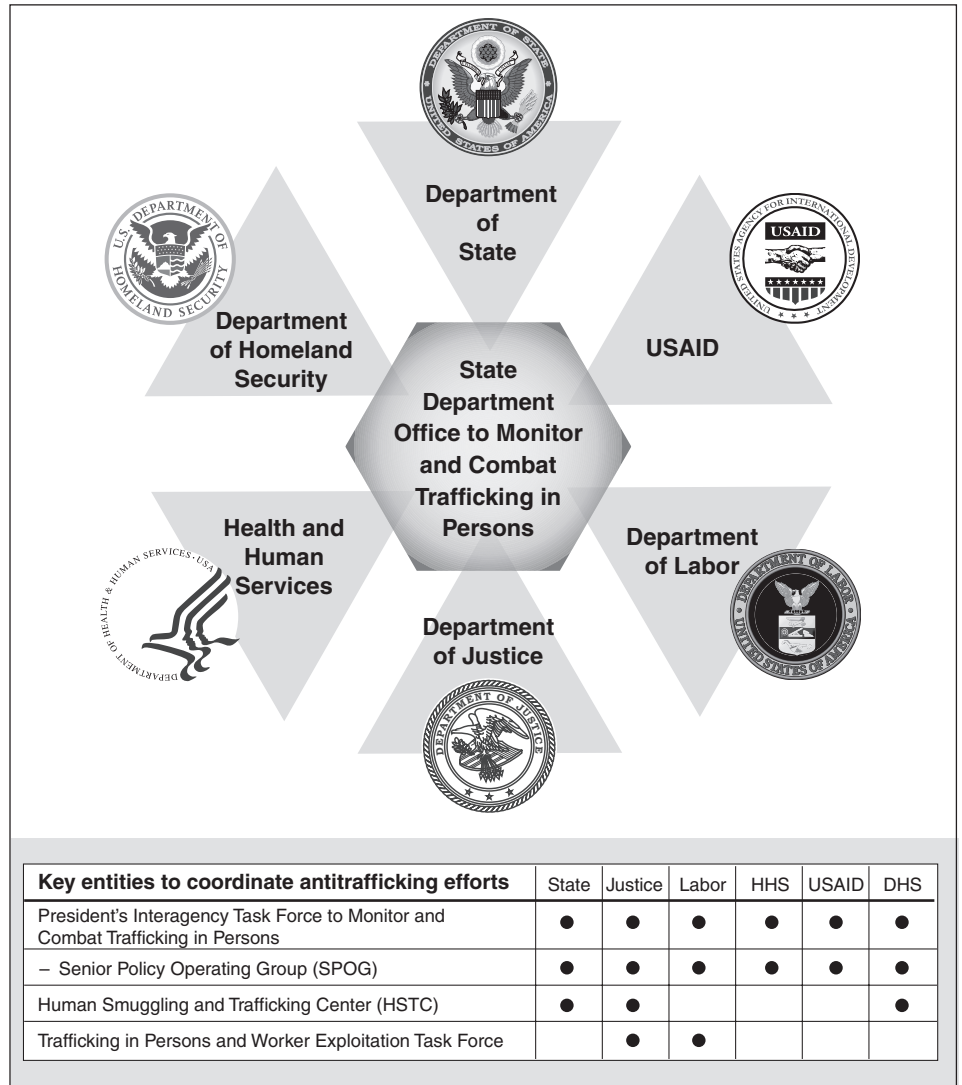 DEPARTMENT OF STATE
UNITED STATES OF AMERICA
Department
of
State
U.S. DEPARTMENT OF
HOMELAND SECURITY
Department
of Homeland
Security
UNITED STATES AGENCY FOR INTERNATIONAL DEVELOPMENT
USAID
USAID
State
Department
Office to Monitor
and Combat
Trafficking in
Persons
Health and
Human
Services
DEPARTMENT OF HEALTH & HUMAN SERVICES · USA
Department
of Labor
DEPARTMENT OF LABOR
UNITED STATES OF AMERICA
Department
of Justice
DEPARTMENT OF JUSTICE
Key entities to coordinate antitrafficking efforts State Justice Labor HHS USAID DHS
President's Interagency Task Force to Monitor and
Combat Trafficking in Persons ● ● ● ● ● ●
– Senior Policy Operating Group (SPOG) ● ● ● ● ● ●
Human Smuggling and Trafficking Center (HSTC) ● ● ●
Trafficking in Persons and Worker Exploitation Task Force ● ●